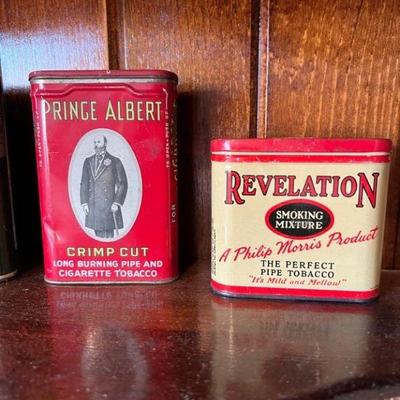 PRINCE ALBERT
CRIMP CUT
LONG BURNING PIPE AND
CIGARETTE TOBACCO
REVELATION
SMOKING
MIXTURE
A Philip Morris Product
THE PERFECT
PIPE TOBACCO
"It's Mild and Mellow!"